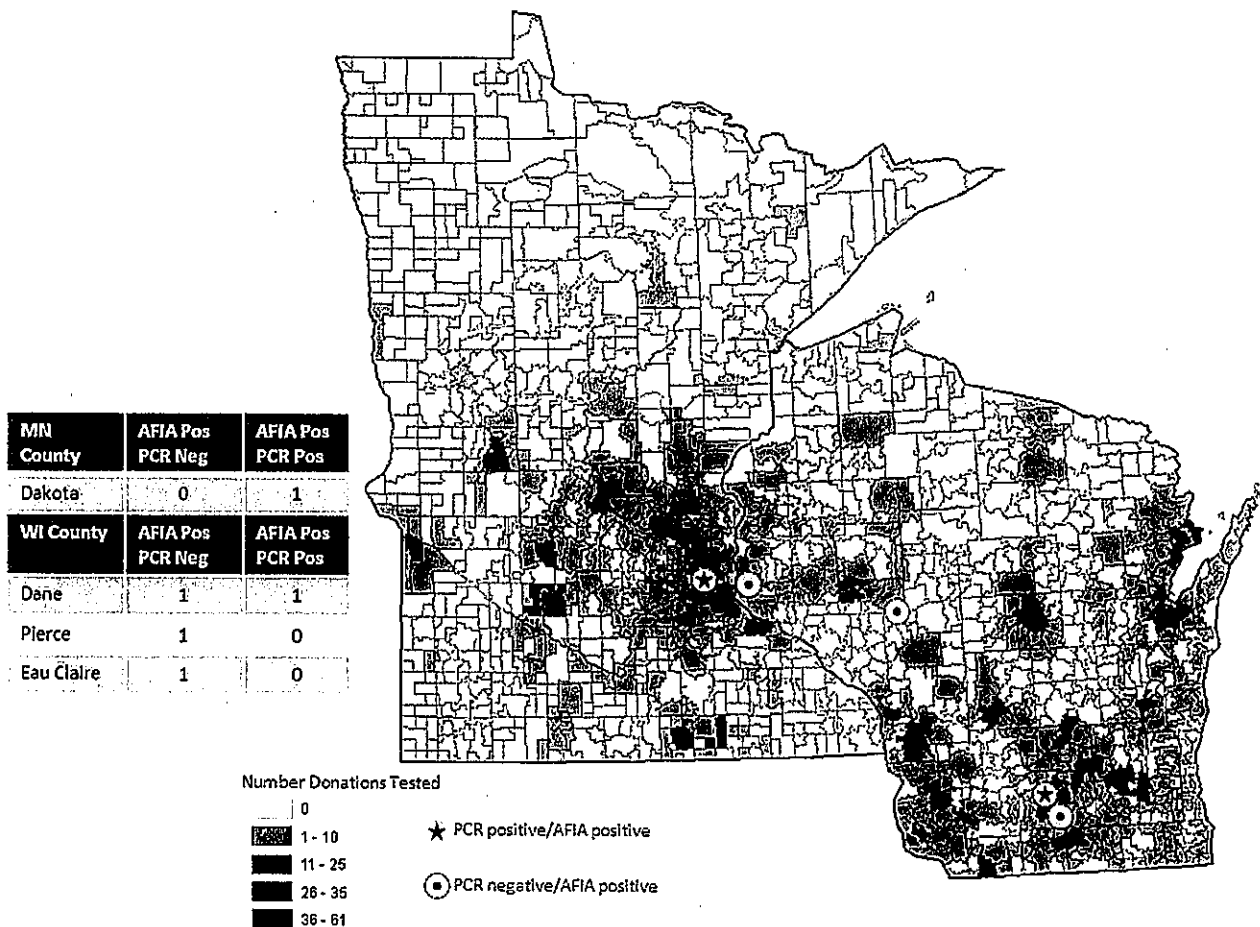 MN County AFIA Pos PCR Neg AFIA Pos PCR Pos
Dakota 0 1
WI County AFIA Pos PCR Neg AFIA Pos PCR Pos
Dane 1 1
Pierce 1 0
Eau Claire 1 0
Number Donations Tested
0
1 - 10
11 - 25
26 - 35
36 - 61
PCR positive/AFIA positive
PCR negative/AFIA positive